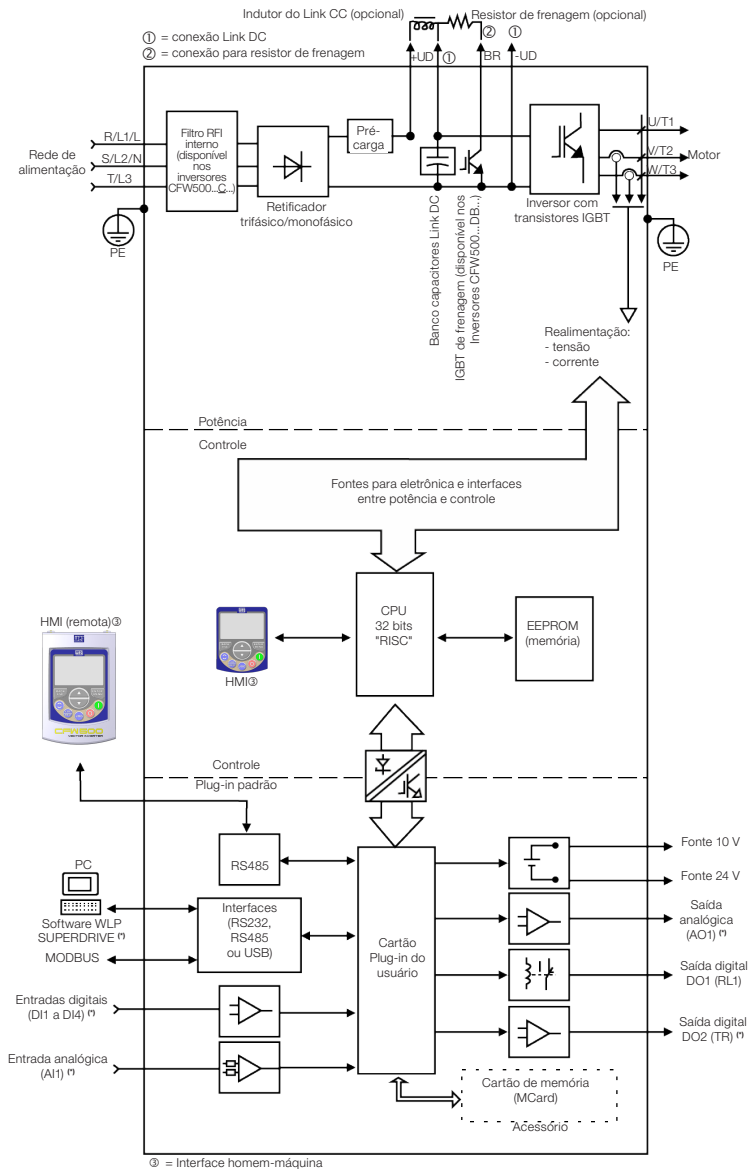 Indutor do Link CC (opcional)
Resistor de frenagem (opcional)
① = conexão Link DC
② = conexão para resistor de frenagem
② ①
+UD ① BR -UD
Rede de
alimentação
R/L1/L
S/L2/N
T/L3
PE
Filtro RFI
interno
(disponível
nos
inversores
CFW500...C...)
Retificador
trifásico/monofásico
Pré-
carga
Banco capacitores Link DC
IGBT de frenagem (disponível nos
Inversores CFW500...DB...)
Inversor com
transistores IGBT
U/T1
V/T2
W/T3
Motor
PE
Realimentação:
- tensão
- corrente
Potência
Controle
Fontes para eletrônica e interfaces
entre potência e controle
CPU
32 bits
"RISC"
EEPROM
(memória)
HMI③
HMI (remota)③
CFW500
Controle
Plug-in padrão
RS485
PC
Software WLP
SUPERDRIVE (*)
MODBUS
Interfaces
(RS232,
RS485
ou USB)
Entradas digitais
(DI1 a DI4) (*)
Entrada analógica
(AI1) (*)
Cartão
Plug-in do
usuário
Fonte 10 V
Fonte 24 V
Saída
analógica
(AO1) (*)
Saída digital
DO1 (RL1)
Saída digital
DO2 (TR) (*)
Cartão de memória
(MCard)
Acessório
③ = Interface homem-máquina